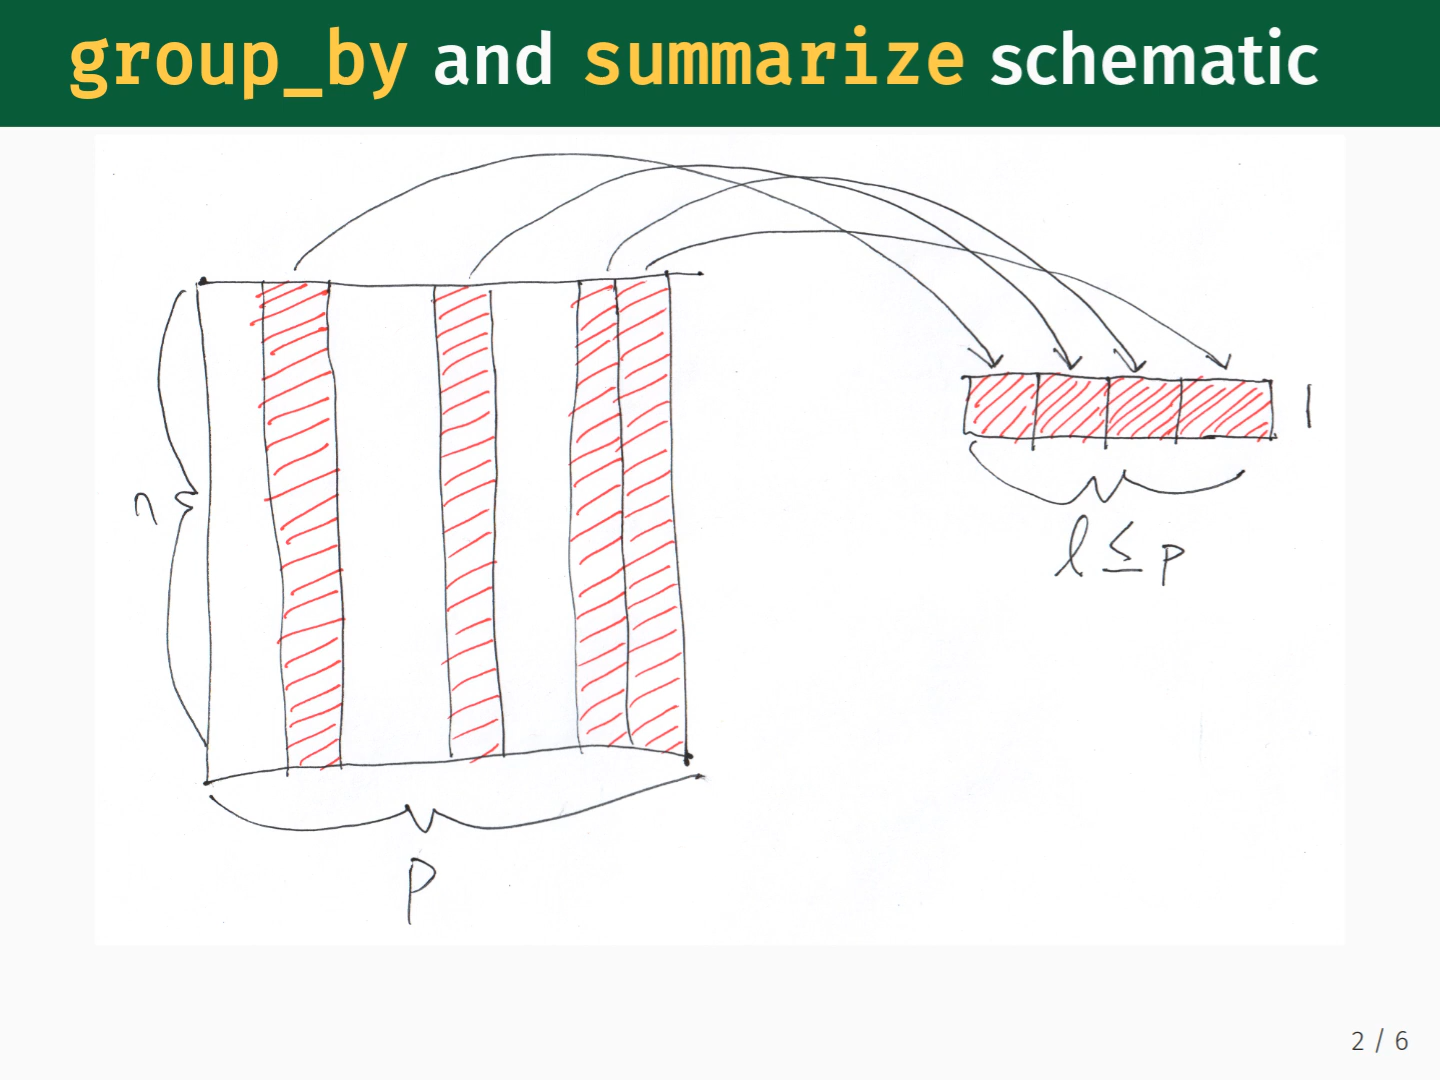 group_by and summarize schematic
1
n
l ≤ p
p
2 / 6